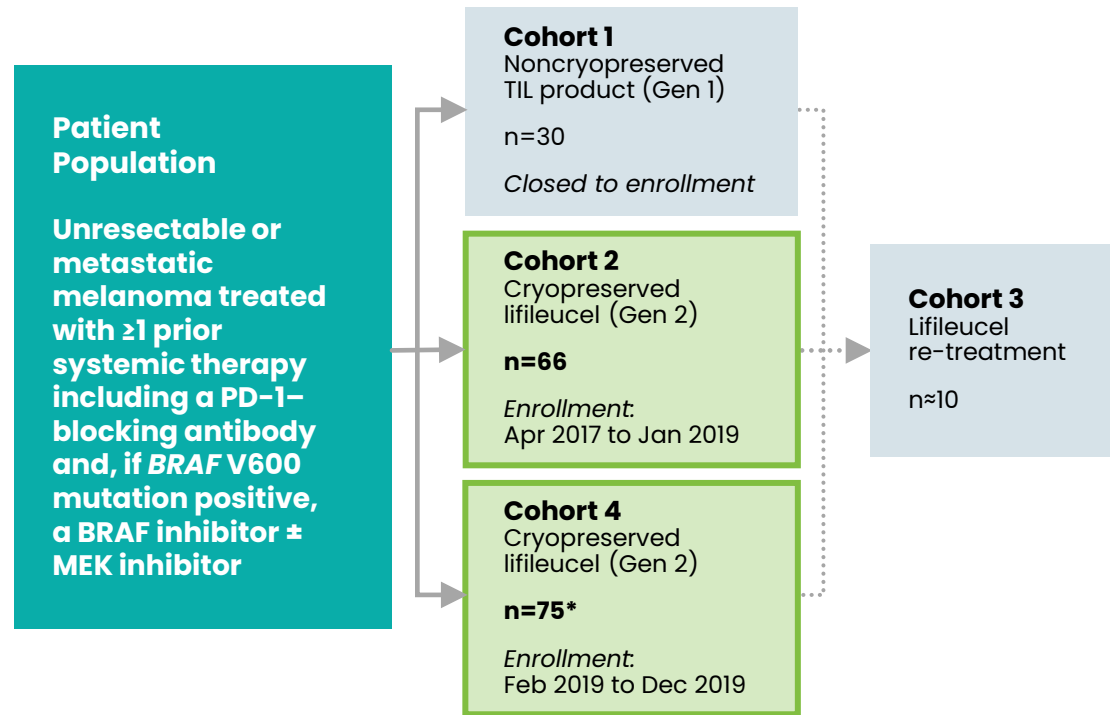 Patient
Population
Unresectable or
metastatic
melanoma treated
with ≥1 prior
systemic therapy
including a PD-1–
blocking antibody
and, if BRAF V600
mutation positive,
a BRAF inhibitor ±
MEK inhibitor
Cohort 1
Noncryopreserved
TIL product (Gen 1)
n=30
Closed to enrollment
Cohort 2
Cryopreserved
lifileucel (Gen 2)
n=66
Enrollment:
Apr 2017 to Jan 2019
Cohort 4
Cryopreserved
lifileucel (Gen 2)
n=75*
Enrollment:
Feb 2019 to Dec 2019
Cohort 3
Lifileucel
re-treatment
n≈10